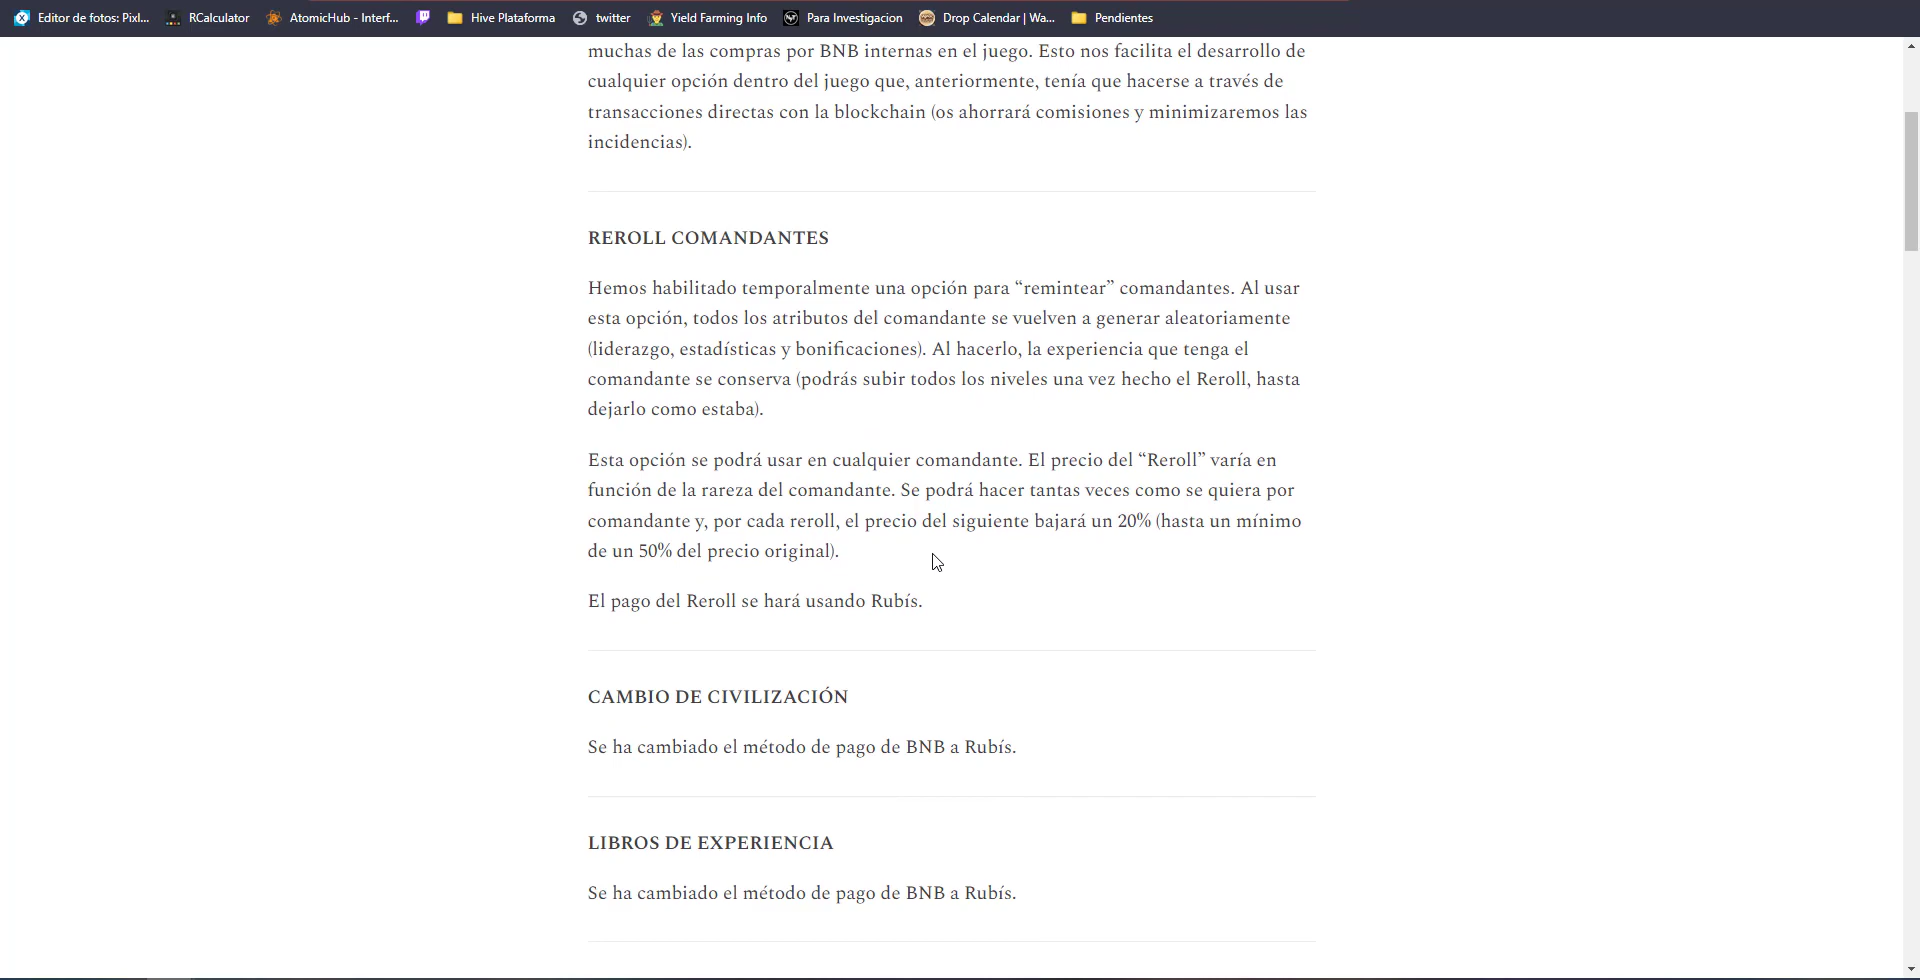 Editor de fotos: Pixl... RCalculator AtomicHub - Interf... Hive Plataforma twitter Yield Farming Info Para Investigacion Drop Calendar | Wa... Pendientes
muchas de las compras por BNB internas en el juego. Esto nos facilita el desarrollo de
cualquier opción dentro del juego que, anteriormente, tenía que hacerse a través de
transacciones directas con la blockchain (os ahorrará comisiones y minimizaremos las
incidencias).
REROLL COMANDANTES
Hemos habilitado temporalmente una opción para “remintear” comandantes. Al usar
esta opción, todos los atributos del comandante se vuelven a generar aleatoriamente
(liderazgo, estadísticas y bonificaciones). Al hacerlo, la experiencia que tenga el
comandante se conserva (podrás subir todos los niveles una vez hecho el Reroll, hasta
dejarlo como estaba).
Esta opción se podrá usar en cualquier comandante. El precio del “Reroll” varía en
función de la rareza del comandante. Se podrá hacer tantas veces como se quiera por
comandante y, por cada reroll, el precio del siguiente bajará un 20% (hasta un mínimo
de un 50% del precio original).
El pago del Reroll se hará usando Rubís.
CAMBIO DE CIVILIZACIÓN
Se ha cambiado el método de pago de BNB a Rubís.
LIBROS DE EXPERIENCIA
Se ha cambiado el método de pago de BNB a Rubís.